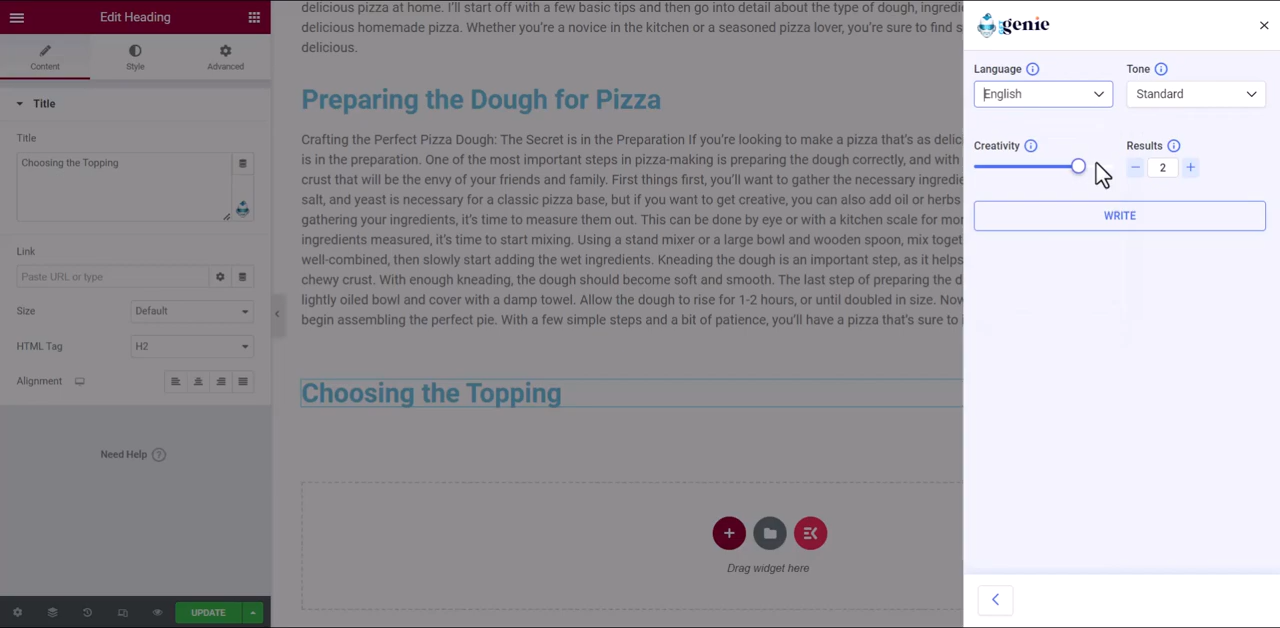 Edit Heading
Content
Style
Advanced
Title
Title
Choosing the Topping
Link
Paste URL or type
Size
Default
HTML Tag
H2
Alignment
Need Help
UPDATE
delicious pizza at home. I'll start off with a few basic tips and then go into detail about the type of dough, ingredi
delicious homemade pizza. Whether you're a novice in the kitchen or a seasoned pizza lover, you're sure to find s
delicious.
Preparing the Dough for Pizza
Crafting the Perfect Pizza Dough: The Secret is in the Preparation If you're looking to make a pizza that's as delici
is in the preparation. One of the most important steps in pizza-making is preparing the dough correctly, and with
crust that will be the envy of your friends and family. First things first, you'll want to gather the necessary ingredie
salt, and yeast is necessary for a classic pizza base, but if you want to get creative, you can also add oil or herbs
gathering your ingredients, it's time to measure them out. This can be done by eye or with a kitchen scale for mor
ingredients measured, it's time to start mixing. Using a stand mixer or a large bowl and wooden spoon, mix toget
well-combined, then slowly start adding the wet ingredients. Kneading the dough is an important step, as it helps
chewy crust. With enough kneading, the dough should become soft and smooth. The last step of preparing the d
lightly oiled bowl and cover with a damp towel. Allow the dough to rise for 1-2 hours, or until doubled in size. Now
begin assembling the perfect pie. With a few simple steps and a bit of patience, you'll have a pizza that's sure to i
Choosing the Topping
Drag widget here
genie
Language
Tone
English
Standard
Creativity
Results
2
WRITE